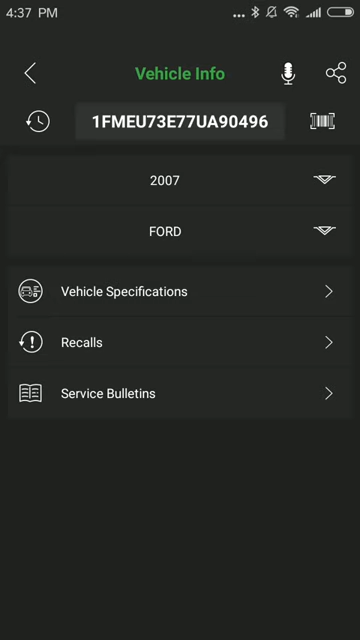 4:37 PM
Vehicle Info
1FMEU73E77UA90496
2007
FORD
Vehicle Specifications
Recalls
Service Bulletins